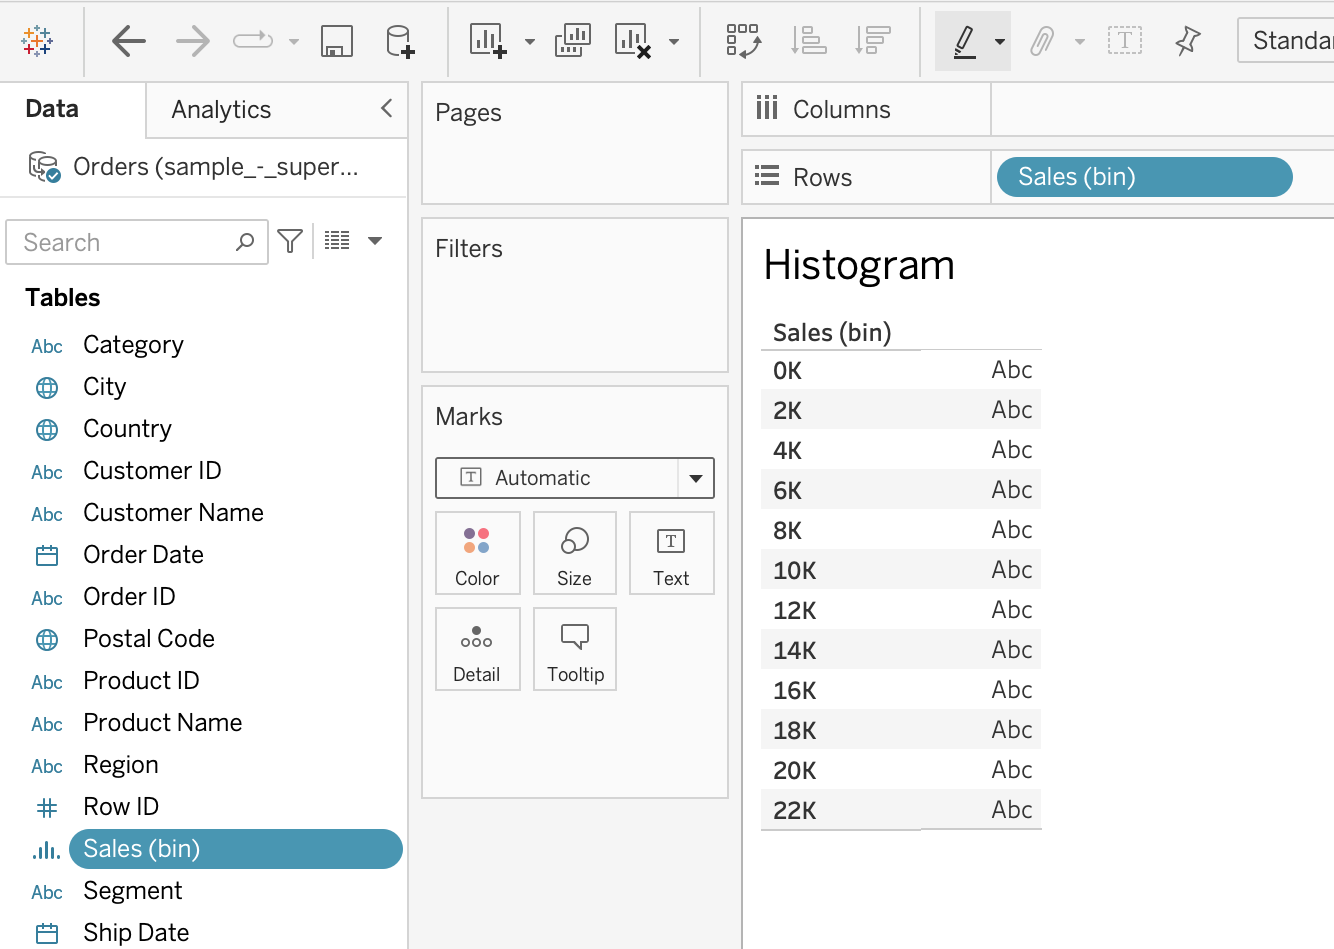 Standar
Data
Analytics
Orders (sample_-_super...
Search
Tables
Abc Category
City
Country
Abc Customer ID
Abc Customer Name
Order Date
Abc Order ID
Postal Code
Abc Product ID
Abc Product Name
Abc Region
Row ID
Sales (bin)
Abc Segment
Ship Date
Pages
Filters
Marks
T Automatic
Color
Size
T
Text
Detail
Tooltip
Columns
Rows
Sales (bin)
Histogram
Sales (bin)
0K Abc
2K Abc
4K Abc
6K Abc
8K Abc
10K Abc
12K Abc
14K Abc
16K Abc
18K Abc
20K Abc
22K Abc